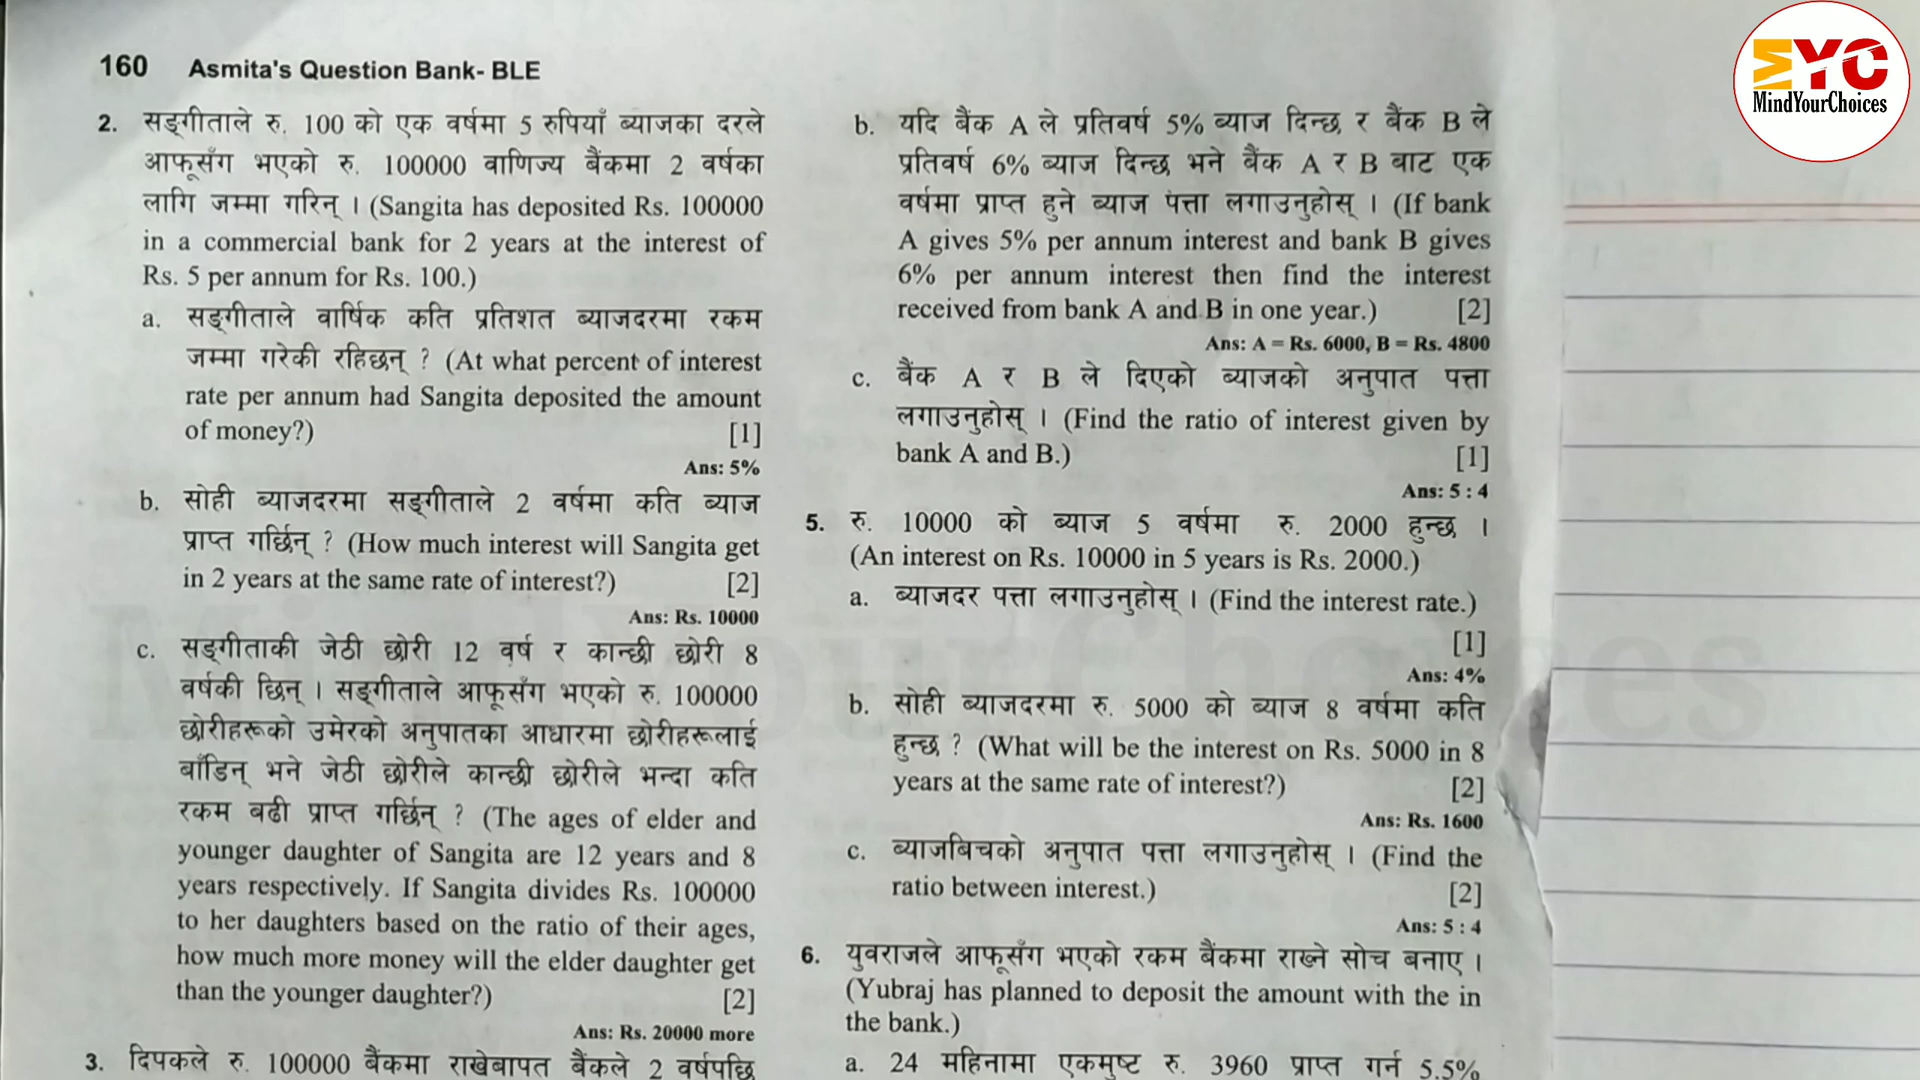 160 Asmita's Question Bank- BLE
2. सङ्गीताले रु. 100 को एक वर्षमा 5 रुपियाँ ब्याजका दरले
आफूसँग भएको रु. 100000 वाणिज्य बैंकमा 2 वर्षका
लागि जम्मा गरिन् । (Sangita has deposited Rs. 100000
in a commercial bank for 2 years at the interest of
Rs. 5 per annum for Rs. 100.)
a. सङ्गीताले वार्षिक कति प्रतिशत ब्याजदरमा रकम
जम्मा गरेकी रहिछन् ? (At what percent of interest
rate per annum had Sangita deposited the amount
of money?) [1]
Ans: 5%
b. सोही ब्याजदरमा सङ्गीताले 2 वर्षमा कति ब्याज
प्राप्त गर्छिन् ? (How much interest will Sangita get
in 2 years at the same rate of interest?) [2]
Ans: Rs. 10000
c. सङ्गीताकी जेठी छोरी 12 वर्ष र कान्छी छोरी 8
वर्षकी छिन् । सङ्गीताले आफूसँग भएको रु. 100000
छोरीहरूको उमेरको अनुपातका आधारमा छोरीहरूलाई
बाँडिन् भने जेठी छोरीले कान्छी छोरीले भन्दा कति
रकम बढी प्राप्त गर्छिन् ? (The ages of elder and
younger daughter of Sangita are 12 years and 8
years respectively. If Sangita divides Rs. 100000
to her daughters based on the ratio of their ages,
how much more money will the elder daughter get
than the younger daughter?) [2]
Ans: Rs. 20000 more
3. दिपकले रु. 100000 बैंकमा राखेबापत बैंकले 2 वर्षपछि
b. यदि बैंक A ले प्रतिवर्ष 5% ब्याज दिन्छ र बैंक B ले
प्रतिवर्ष 6% ब्याज दिन्छ भने बैंक A र B बाट एक
वर्षमा प्राप्त हुने ब्याज पत्ता लगाउनुहोस् । (If bank
A gives 5% per annum interest and bank B gives
6% per annum interest then find the interest
received from bank A and B in one year.) [2]
Ans: A = Rs. 6000, B = Rs. 4800
c. बैंक A र B ले दिएको ब्याजको अनुपात पत्ता
लगाउनुहोस् । (Find the ratio of interest given by
bank A and B.) [1]
Ans: 5 : 4
5. रु. 10000 को ब्याज 5 वर्षमा रु. 2000 हुन्छ ।
(An interest on Rs. 10000 in 5 years is Rs. 2000.)
a. ब्याजदर पत्ता लगाउनुहोस् । (Find the interest rate.)
[1]
Ans: 4%
b. सोही ब्याजदरमा रु. 5000 को ब्याज 8 वर्षमा कति
हुन्छ ? (What will be the interest on Rs. 5000 in 8
years at the same rate of interest?) [2]
Ans: Rs. 1600
c. ब्याजबिचको अनुपात पत्ता लगाउनुहोस् । (Find the
ratio between interest.) [2]
Ans: 5 : 4
6. युवराजले आफूसँग भएको रकम बैंकमा राख्ने सोच बनाए ।
(Yubraj has planned to deposit the amount with the in
the bank.)
a. 24 महिनामा एकमुष्ट रु. 3960 प्राप्त गर्न 5.5%
MYC
MindYourChoices
MindYourChoices